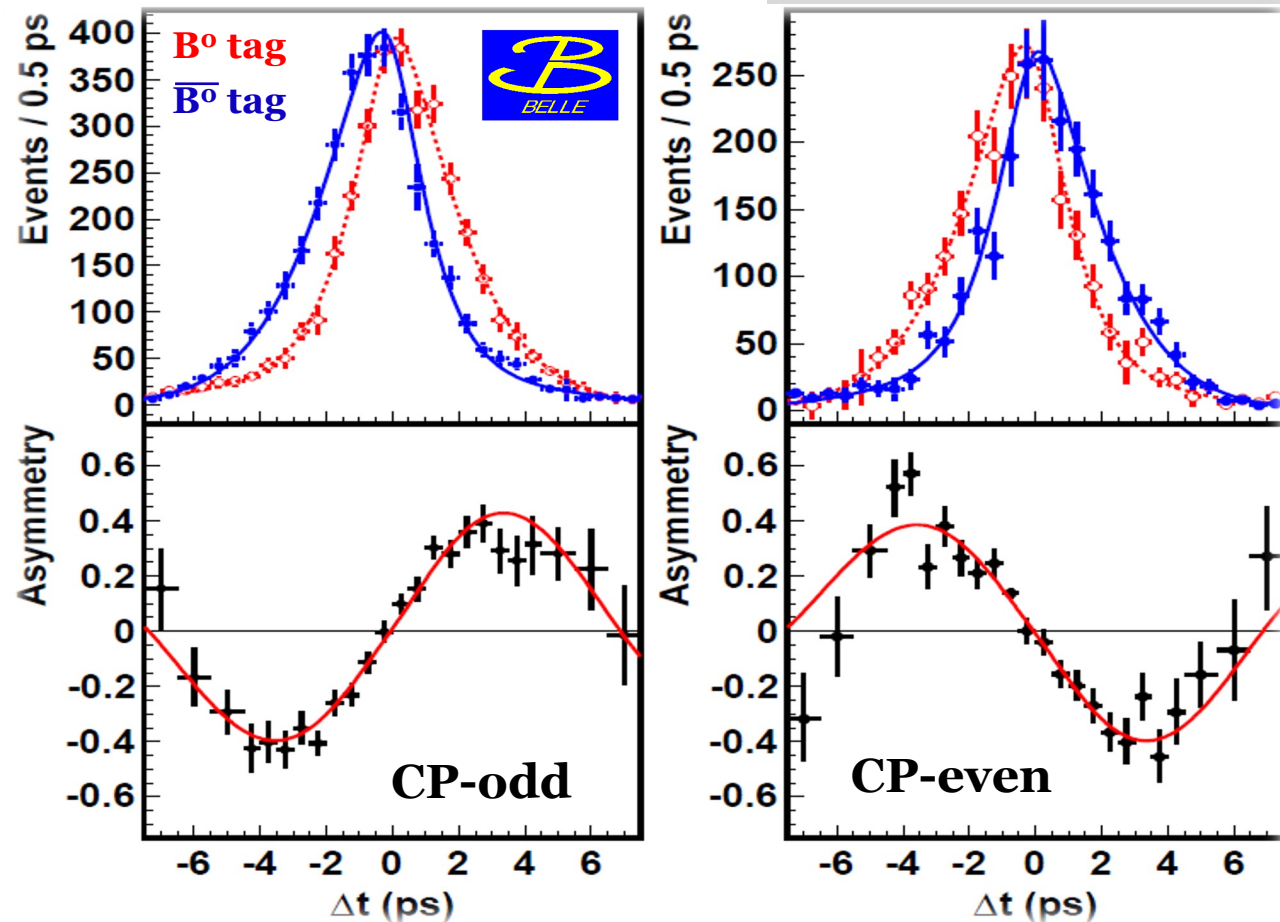 Events / 0.5 ps
400
350
300
250
200
150
100
50
0
B⁰ tag
B̅⁰ tag
B
BELLE
Asymmetry
0.6
0.4
0.2
0
-0.2
-0.4
-0.6
CP-odd
-6 -4 -2 0 2 4 6
Δt (ps)
Events / 0.5 ps
250
200
150
100
50
0
Asymmetry
0.6
0.4
0.2
0
-0.2
-0.4
-0.6
CP-even
-6 -4 -2 0 2 4 6
Δt (ps)